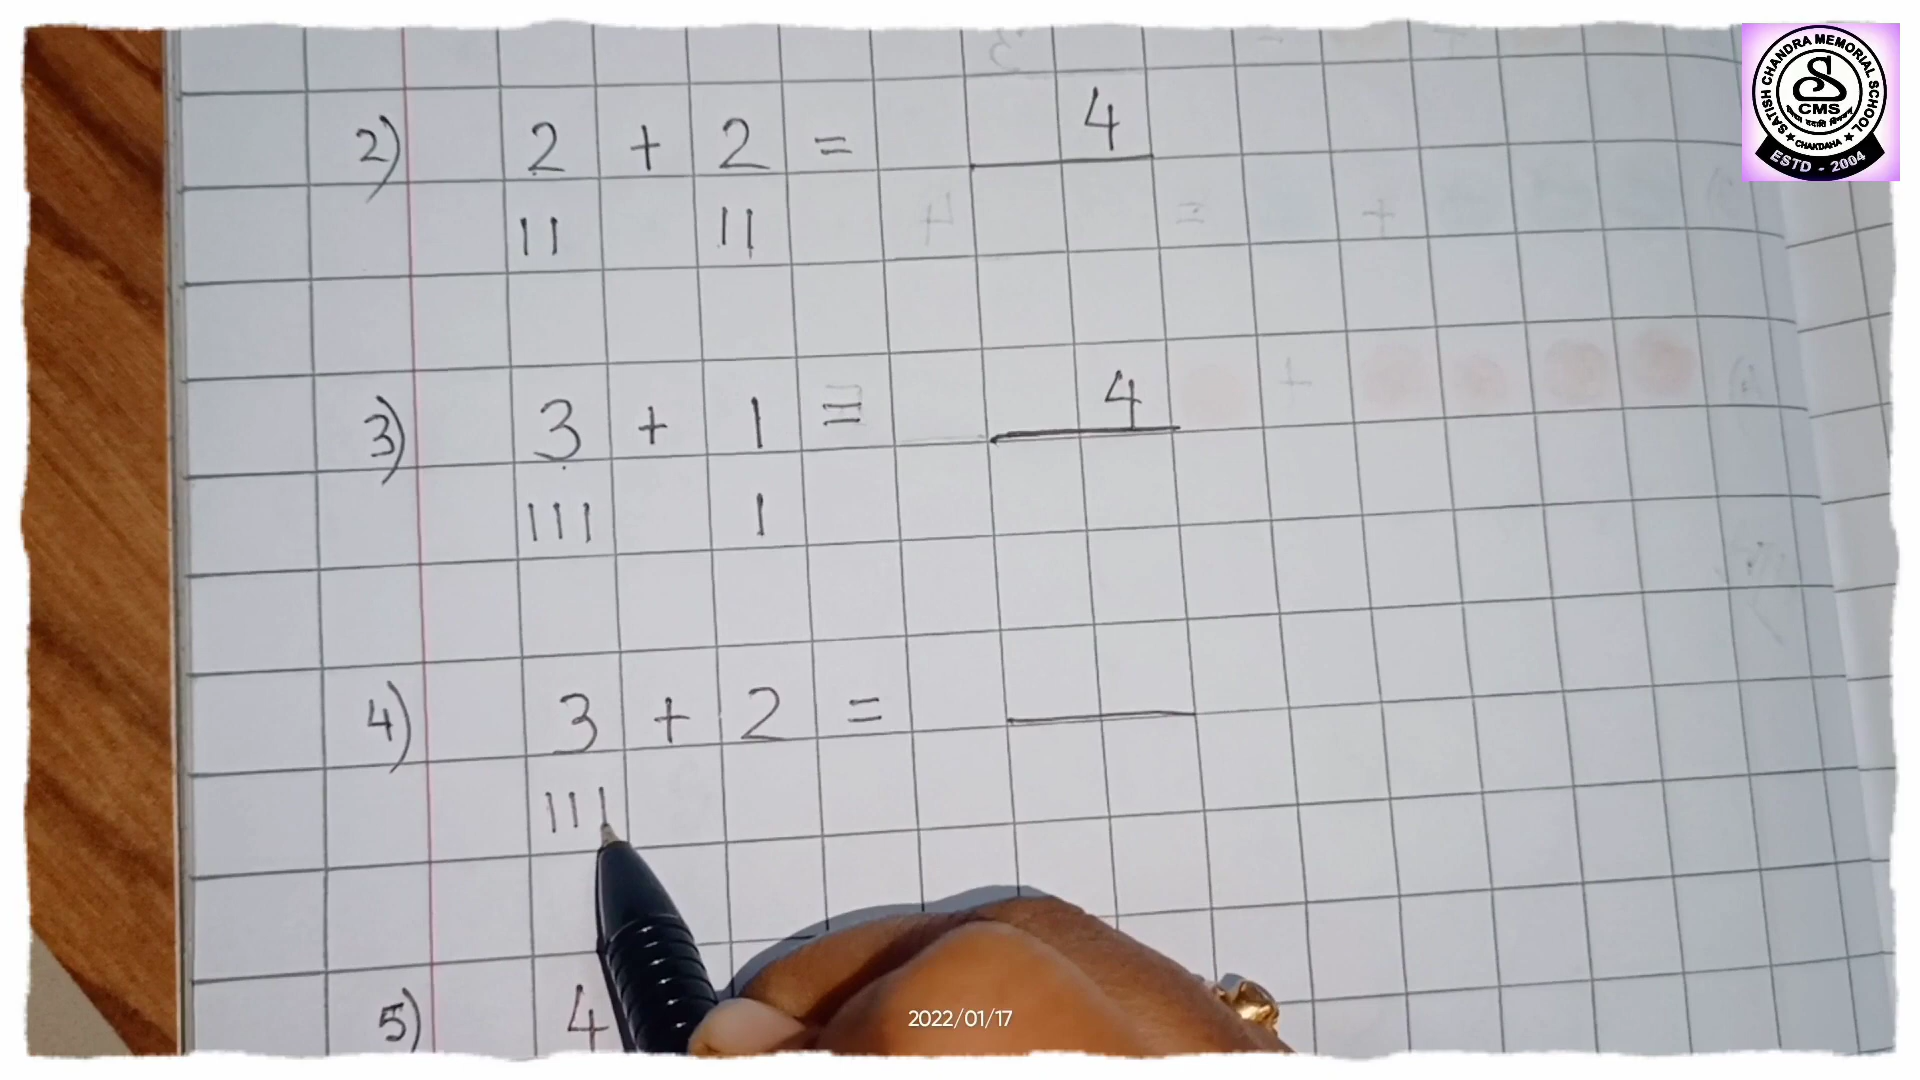 2) 2 + 2 = 4
11 11
3) 3 + 1 = 4
111 1
4) 3 + 2 =
111
5) 4
SATISH CHANDRA MEMORIAL SCHOOL
S
CMS
CHAKDAHA
ESTD - 2004
2022/01/17